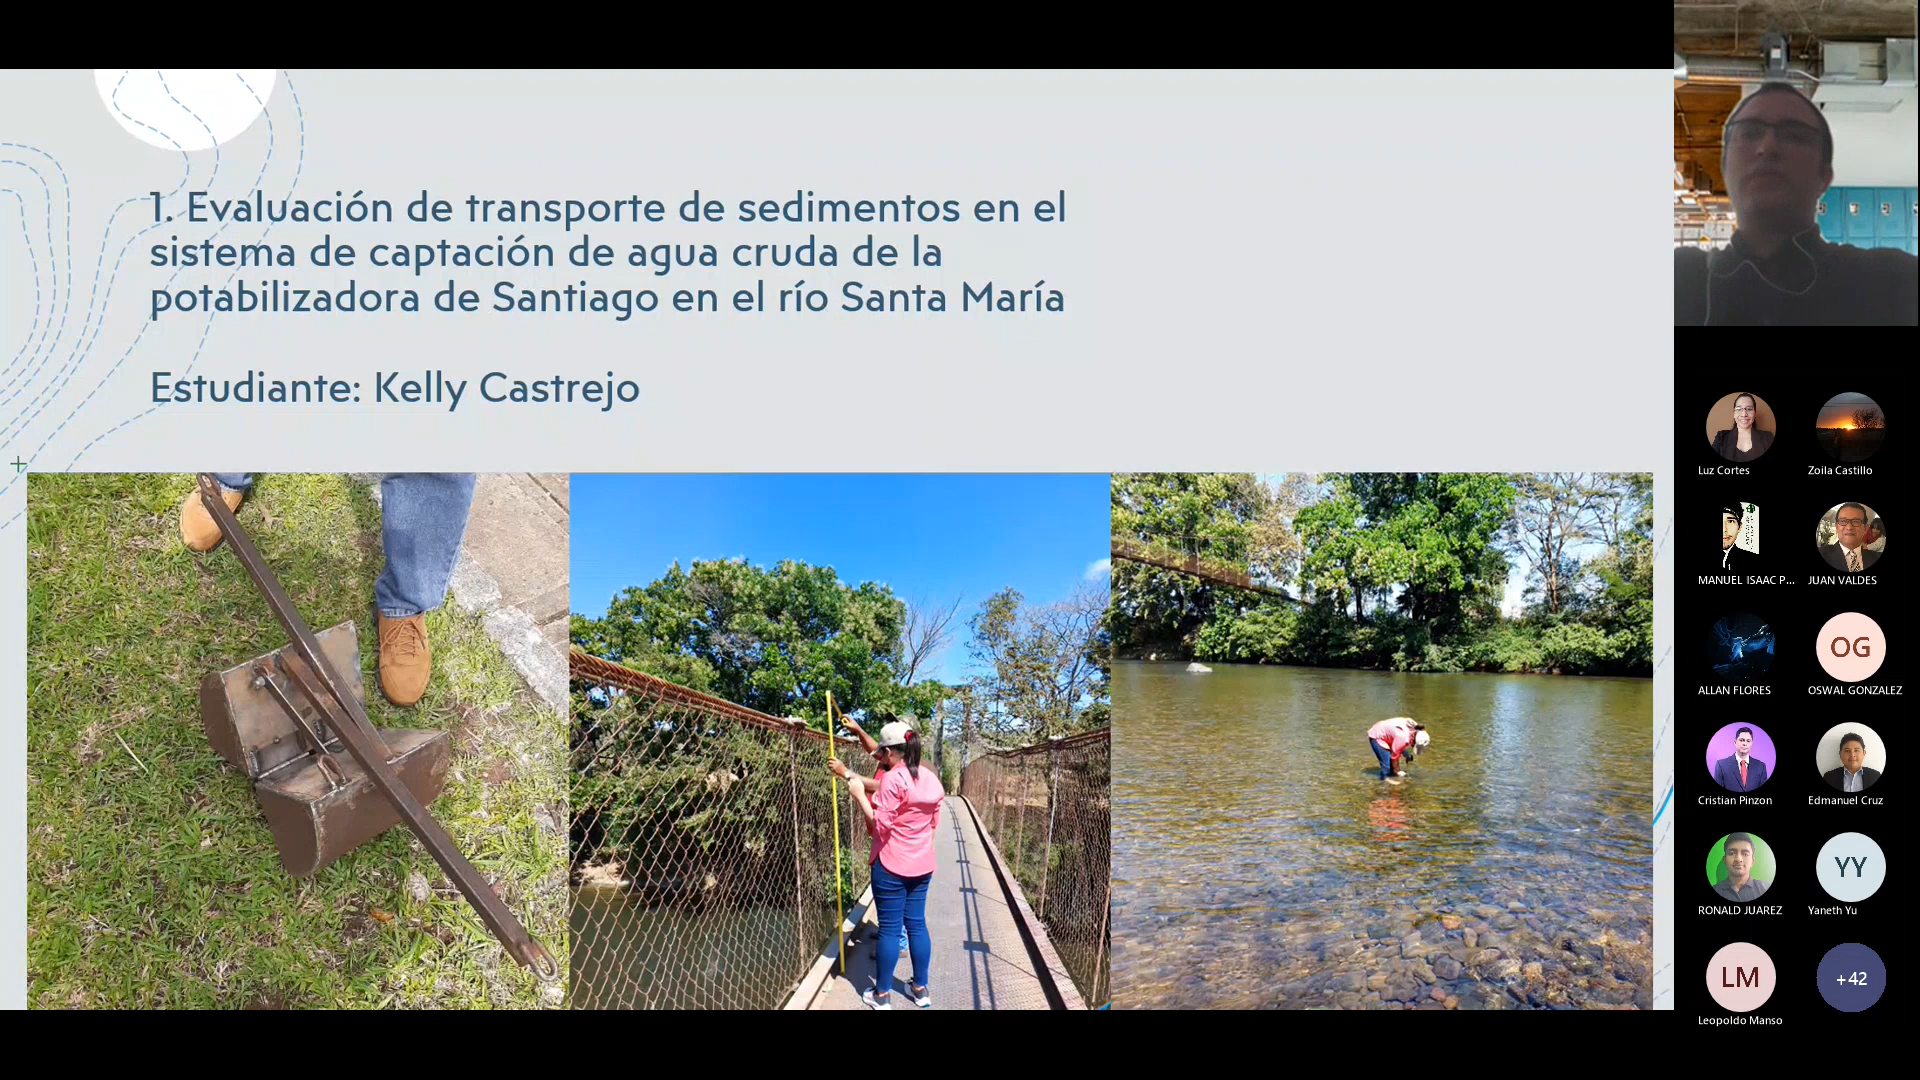 1. Evaluación de transporte de sedimentos en el
sistema de captación de agua cruda de la
potabilizadora de Santiago en el río Santa María
Estudiante: Kelly Castrejo
Luz Cortes
Zoila Castillo
MANUEL ISAAC P...
JUAN VALDES
ALLAN FLORES
OG
OSWAL GONZALEZ
Cristian Pinzon
Edmanuel Cruz
RONALD JUAREZ
YY
Yaneth Yu
LM
Leopoldo Manso
+42